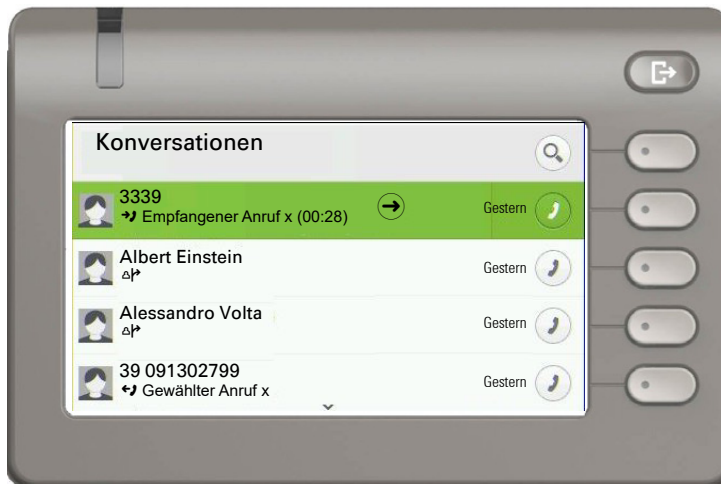 Konversationen
3339
Empfangener Anruf x (00:28)
Gestern
Albert Einstein
Gestern
Alessandro Volta
Gestern
39 091302799
Gewählter Anruf x
Gestern